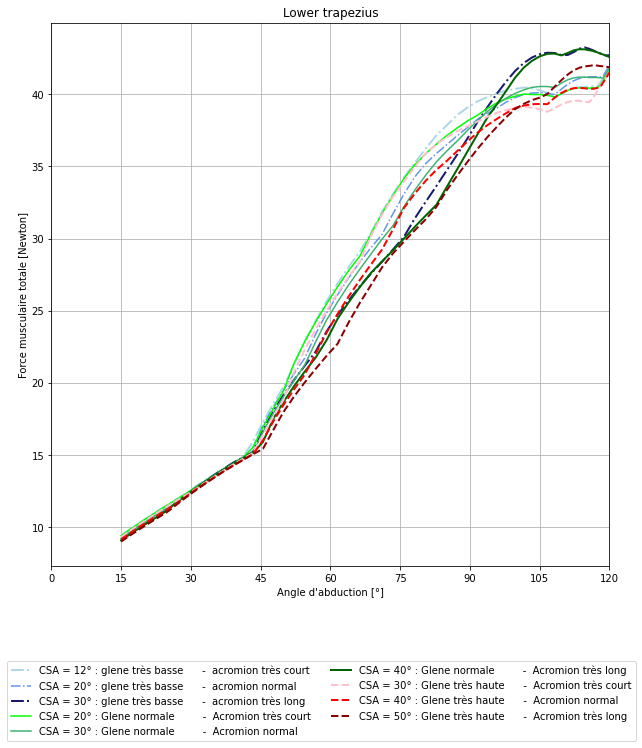 Lower trapezius
Force musculaire totale [Newton]
40
35
30
25
20
15
10
0 15 30 45 60 75 90 105 120
Angle d'abduction [°]
CSA = 12° : glene très basse - acromion très court
CSA = 20° : glene très basse - acromion normal
CSA = 30° : glene très basse - acromion très long
CSA = 20° : Glene normale - Acromion très court
CSA = 30° : Glene normale - Acromion normal
CSA = 40° : Glene normale - Acromion très long
CSA = 30° : Glene très haute - Acromion très court
CSA = 40° : Glene très haute - Acromion normal
CSA = 50° : Glene très haute - Acromion très long